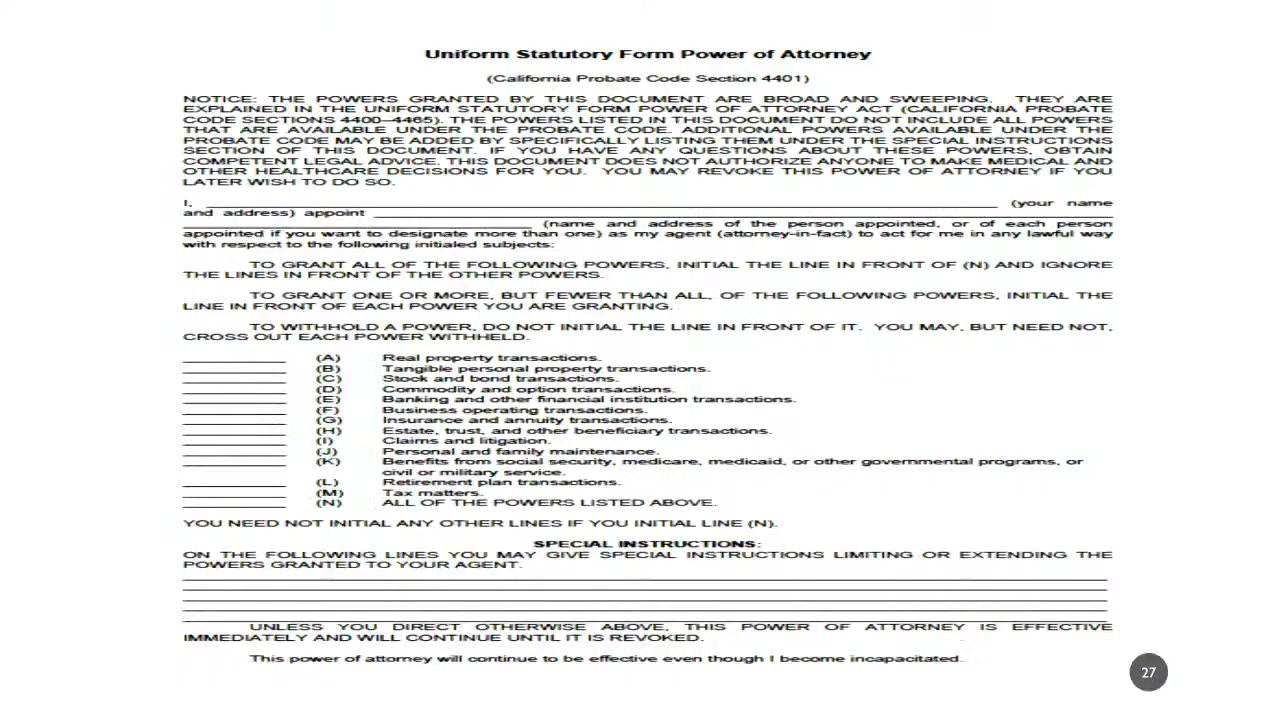 Uniform Statutory Form Power of Attorney
(California Probate Code Section 4401)
NOTICE: THE POWERS GRANTED BY THIS DOCUMENT ARE BROAD AND SWEEPING. THEY ARE
EXPLAINED IN THE UNIFORM STATUTORY FORM POWER OF ATTORNEY ACT (CALIFORNIA PROBATE
CODE SECTIONS 4400–4465). THE POWERS LISTED IN THIS DOCUMENT DO NOT INCLUDE ALL POWERS
THAT ARE AVAILABLE UNDER THE PROBATE CODE. ADDITIONAL POWERS AVAILABLE UNDER THE
PROBATE CODE MAY BE ADDED BY SPECIFICALLY LISTING THEM UNDER THE SPECIAL INSTRUCTIONS
SECTION OF THIS DOCUMENT. IF YOU HAVE ANY QUESTIONS ABOUT THESE POWERS, OBTAIN
COMPETENT LEGAL ADVICE. THIS DOCUMENT DOES NOT AUTHORIZE ANYONE TO MAKE MEDICAL AND
OTHER HEALTHCARE DECISIONS FOR YOU. YOU MAY REVOKE THIS POWER OF ATTORNEY IF YOU
LATER WISH TO DO SO.
I, (your name
and address) appoint
(name and address of the person appointed, or of each person
appointed if you want to designate more than one) as my agent (attorney-in-fact) to act for me in any lawful way
with respect to the following initialed subjects:
TO GRANT ALL OF THE FOLLOWING POWERS, INITIAL THE LINE IN FRONT OF (N) AND IGNORE
THE LINES IN FRONT OF THE OTHER POWERS.
TO GRANT ONE OR MORE, BUT FEWER THAN ALL, OF THE FOLLOWING POWERS, INITIAL THE
LINE IN FRONT OF EACH POWER YOU ARE GRANTING.
TO WITHHOLD A POWER, DO NOT INITIAL THE LINE IN FRONT OF IT. YOU MAY, BUT NEED NOT,
CROSS OUT EACH POWER WITHHELD.
(A) Real property transactions.
(B) Tangible personal property transactions.
(C) Stock and bond transactions.
(D) Commodity and option transactions.
(E) Banking and other financial institution transactions.
(F) Business operating transactions.
(G) Insurance and annuity transactions.
(H) Estate, trust, and other beneficiary transactions.
(I) Claims and litigation.
(J) Personal and family maintenance.
(K) Benefits from social security, medicare, medicaid, or other governmental programs, or
civil or military service.
(L) Retirement plan transactions.
(M) Tax matters.
(N) ALL OF THE POWERS LISTED ABOVE.
YOU NEED NOT INITIAL ANY OTHER LINES IF YOU INITIAL LINE (N).
SPECIAL INSTRUCTIONS:
ON THE FOLLOWING LINES YOU MAY GIVE SPECIAL INSTRUCTIONS LIMITING OR EXTENDING THE
POWERS GRANTED TO YOUR AGENT.
UNLESS YOU DIRECT OTHERWISE ABOVE, THIS POWER OF ATTORNEY IS EFFECTIVE
IMMEDIATELY AND WILL CONTINUE UNTIL IT IS REVOKED.
This power of attorney will continue to be effective even though I become incapacitated.
27